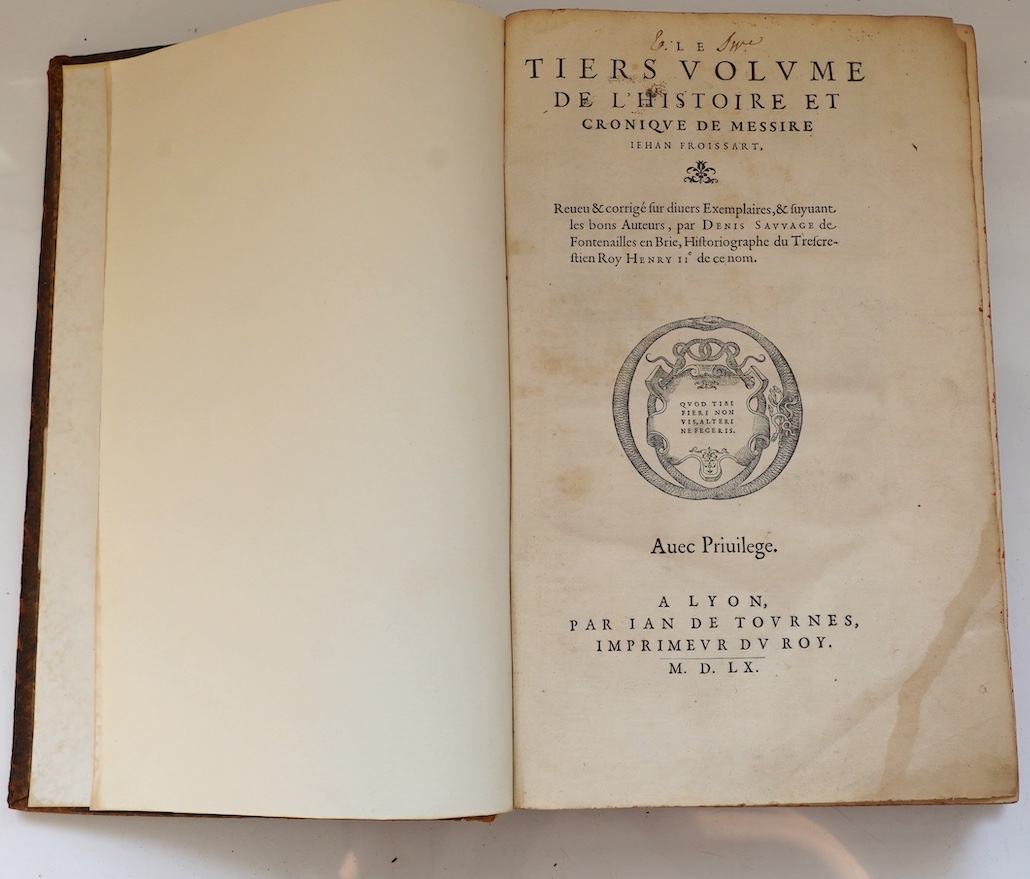 LE
TIERS VOLVME
DE L'HISTOIRE ET
CRONIQVE DE MESSIRE
IEHAN FROISSART,
Reueu & corrigé ſur diuers Exemplaires, & ſuyuant
les bons Auteurs, par DENIS SAVVAGE de
Fontenailles en Brie, Hiſtoriographe du Treſcre-
ſtien Roy HENRY IIe de ce nom.
QVOD TIBI
FIERI NON
VIS, ALTERI
NE FECERIS.
Auec Priuilege.
A LYON,
PAR IAN DE TOVRNES,
IMPRIMEVR DV ROY.
M. D. LX.